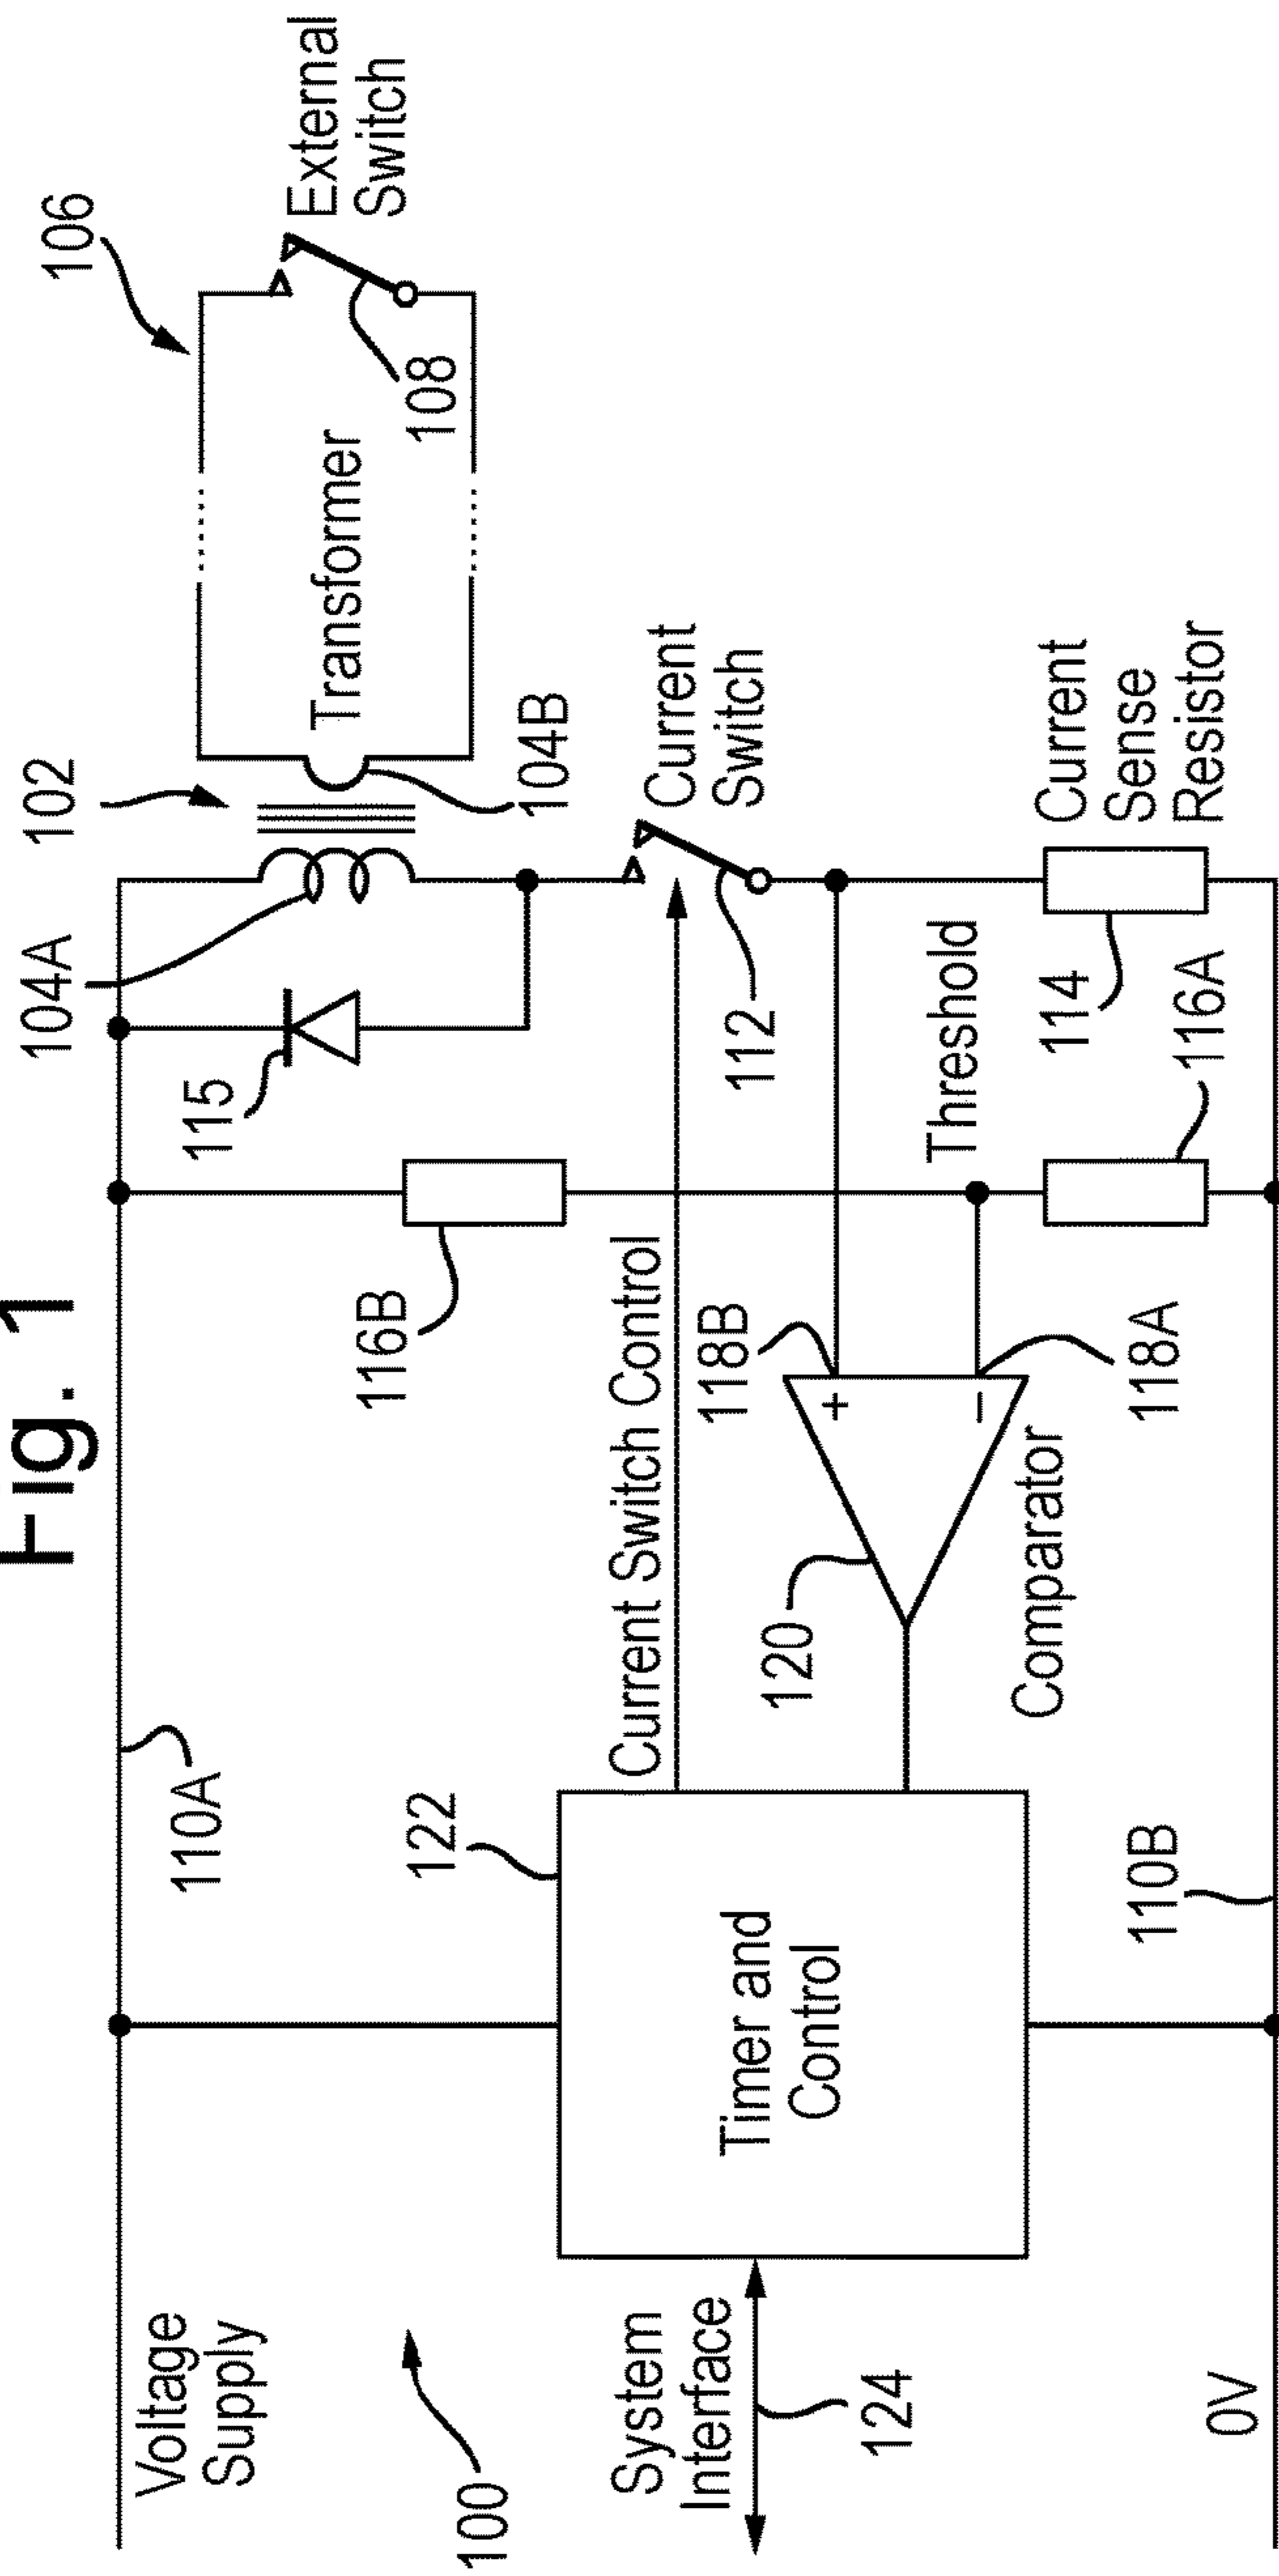 Fig. 1
Voltage
Supply
100
110A
104A
102
106
External
Switch
115
Transformer
108
104B
116B
122
Current Switch Control
Current
Switch
112
System
Interface
124
Timer and
Control
120
118B
+
−
118A
Comparator
Threshold
114
116A
Current
Sense
Resistor
110B
0V